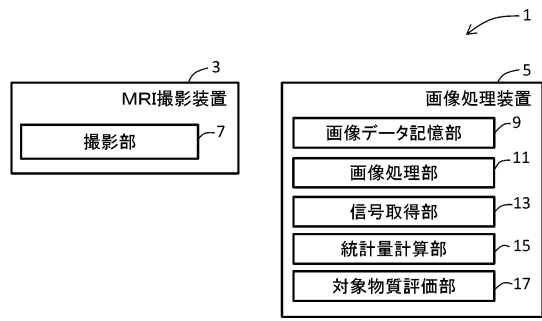 1
3
MRI撮影装置
撮影部
7
5
画像処理装置
画像データ記憶部
9
画像処理部
11
信号取得部
13
統計量計算部
15
対象物質評価部
17